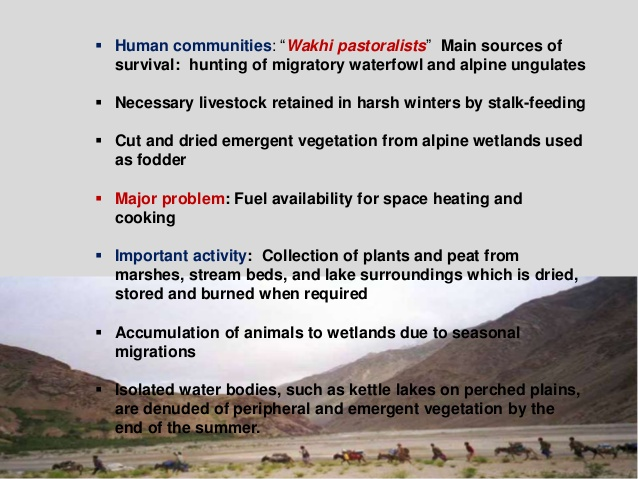 ▪ Human communities: “Wakhi pastoralists” Main sources of
survival: hunting of migratory waterfowl and alpine ungulates
▪ Necessary livestock retained in harsh winters by stalk-feeding
▪ Cut and dried emergent vegetation from alpine wetlands used
as fodder
▪ Major problem: Fuel availability for space heating and
cooking
▪ Important activity: Collection of plants and peat from
marshes, stream beds, and lake surroundings which is dried,
stored and burned when required
▪ Accumulation of animals to wetlands due to seasonal
migrations
▪ Isolated water bodies, such as kettle lakes on perched plains,
are denuded of peripheral and emergent vegetation by the
end of the summer.